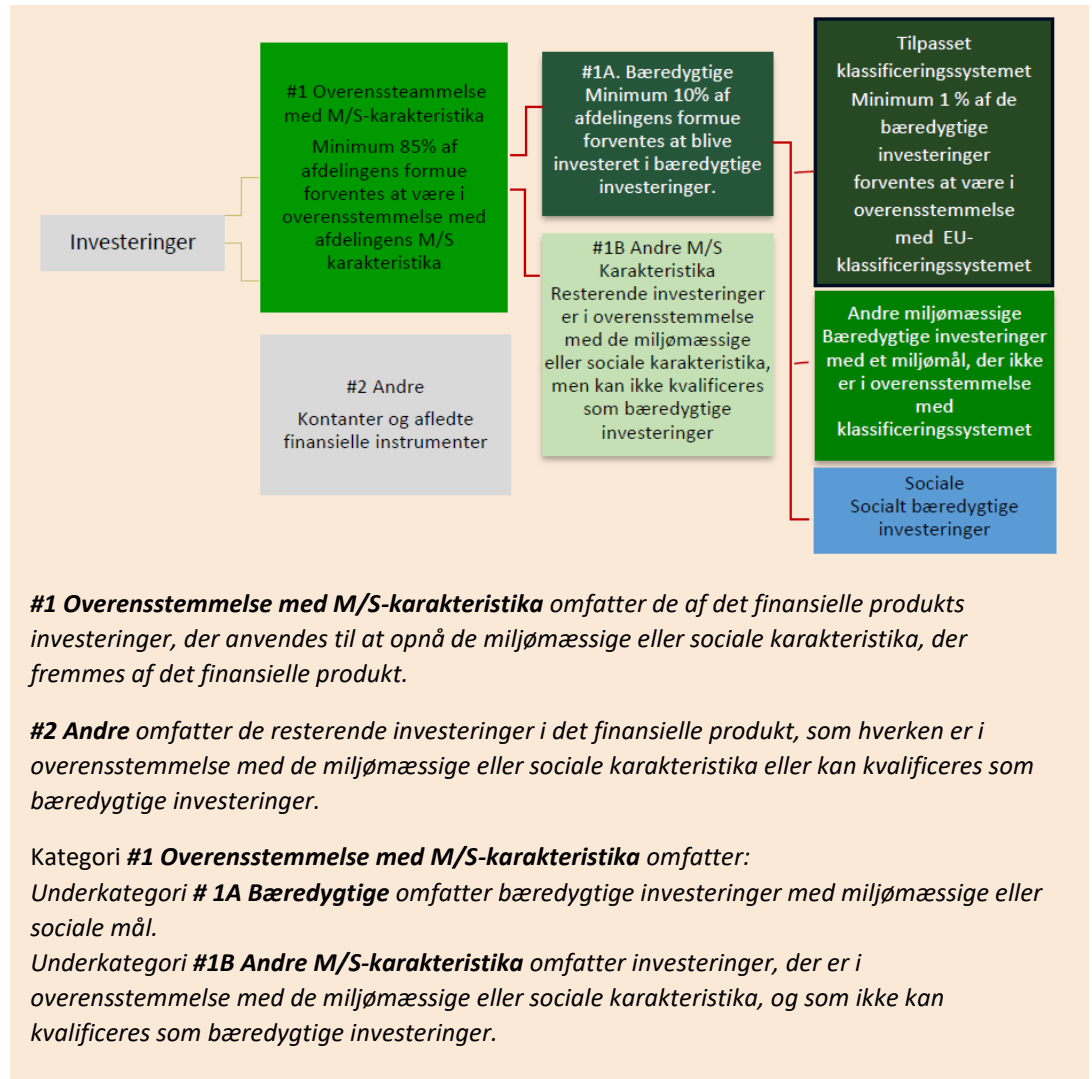 Investeringer
#1 Overenssteammelse
med M/S-karakteristika
Minimum 85% af
afdelingens formue
forventes at være i
overensstemmelse med
afdelingens M/S
karakteristika
#2 Andre
Kontanter og afledte
finansielle instrumenter
#1A. Bæredygtige
Minimum 10% af
afdelingens formue
forventes at blive
investeret i bæredygtige
investeringer.
#1B Andre M/S
Karakteristika
Resterende investeringer
er i overensstemmelse
med de miljømæssige
eller sociale karakteristika,
men kan ikke kvalificeres
som bæredygtige
investeringer
Tilpasset
klassificeringssystemet
Minimum 1 % af de
bæredygtige
investeringer
forventes at være i
overensstemmelse
med EU-
klassificeringssystemet
Andre miljømæssige
Bæredygtige investeringer
med et miljømål, der ikke
er i overensstemmelse
med
klassificeringssystemet
Sociale
Socialt bæredygtige
investeringer
#1 Overensstemmelse med M/S-karakteristika omfatter de af det finansielle produkts
investeringer, der anvendes til at opnå de miljømæssige eller sociale karakteristika, der
fremmes af det finansielle produkt.
#2 Andre omfatter de resterende investeringer i det finansielle produkt, som hverken er i
overensstemmelse med de miljømæssige eller sociale karakteristika eller kan kvalificeres som
bæredygtige investeringer.
Kategori #1 Overensstemmelse med M/S-karakteristika omfatter:
Underkategori # 1A Bæredygtige omfatter bæredygtige investeringer med miljømæssige eller
sociale mål.
Underkategori #1B Andre M/S-karakteristika omfatter investeringer, der er i
overensstemmelse med de miljømæssige eller sociale karakteristika, og som ikke kan
kvalificeres som bæredygtige investeringer.